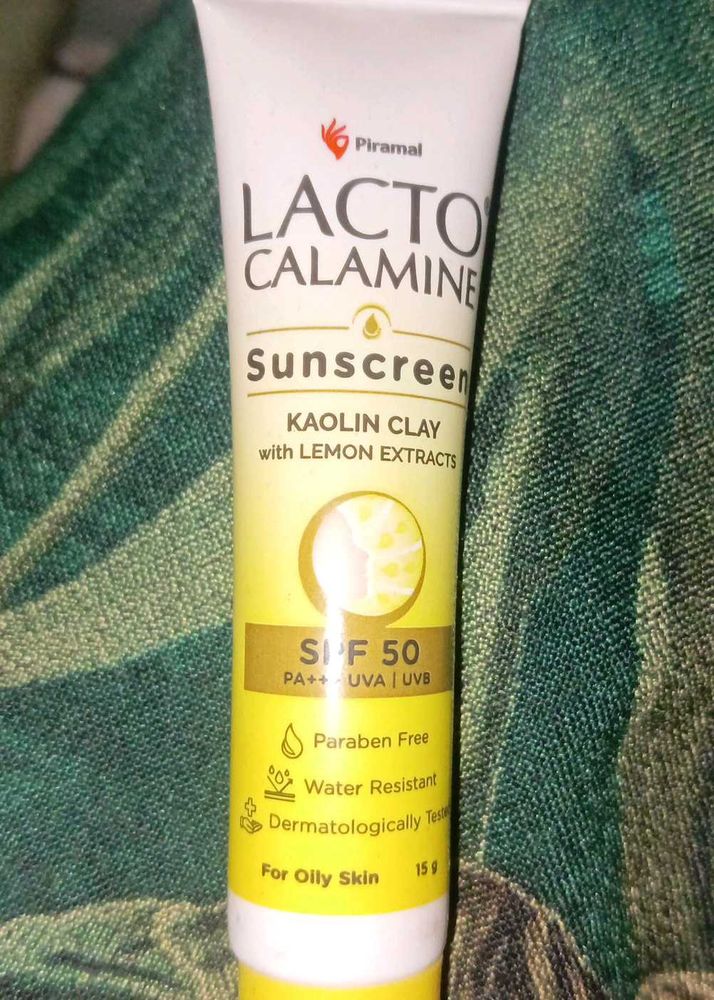 Piramal
LACTO®
CALAMINE
Sunscreen
KAOLIN CLAY
with LEMON EXTRACTS
SPF 50
UVA | UVB
Paraben Free
Water Resistant
Dermatologically Tested
For Oily Skin 15 g